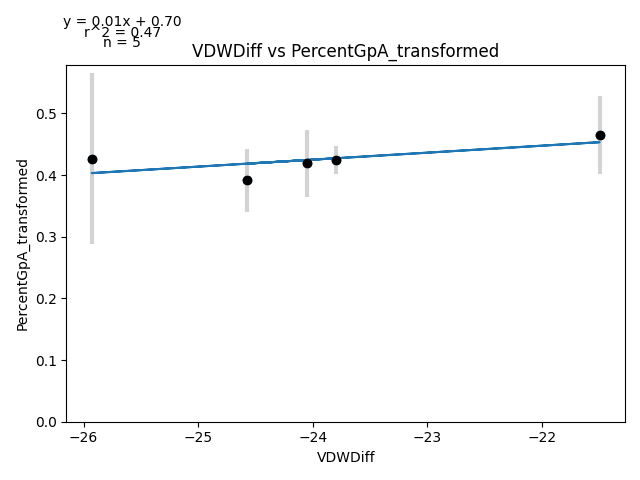 y = 0.01x + 0.70
r^2 = 0.47
n = 5
VDWDiff vs PercentGpA_transformed
PercentGpA_transformed
0.5
0.4
0.3
0.2
0.1
0.0
−26
−25
−24
−23
−22
VDWDiff